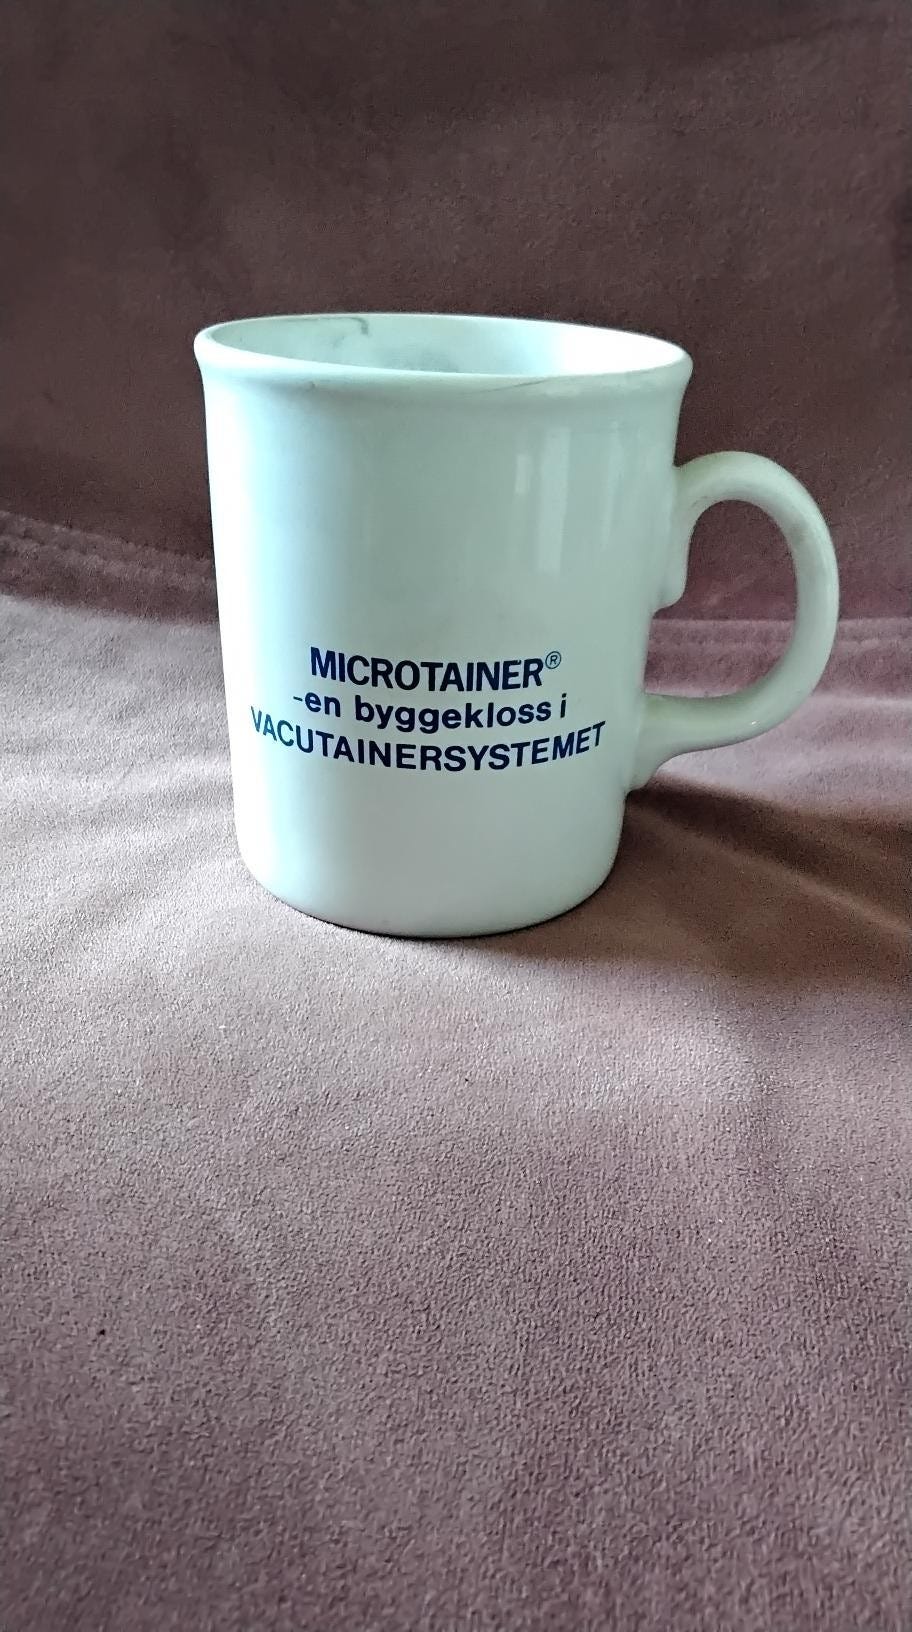 MICROTAINER®
-en byggekloss i
VACUTAINERSYSTEMET